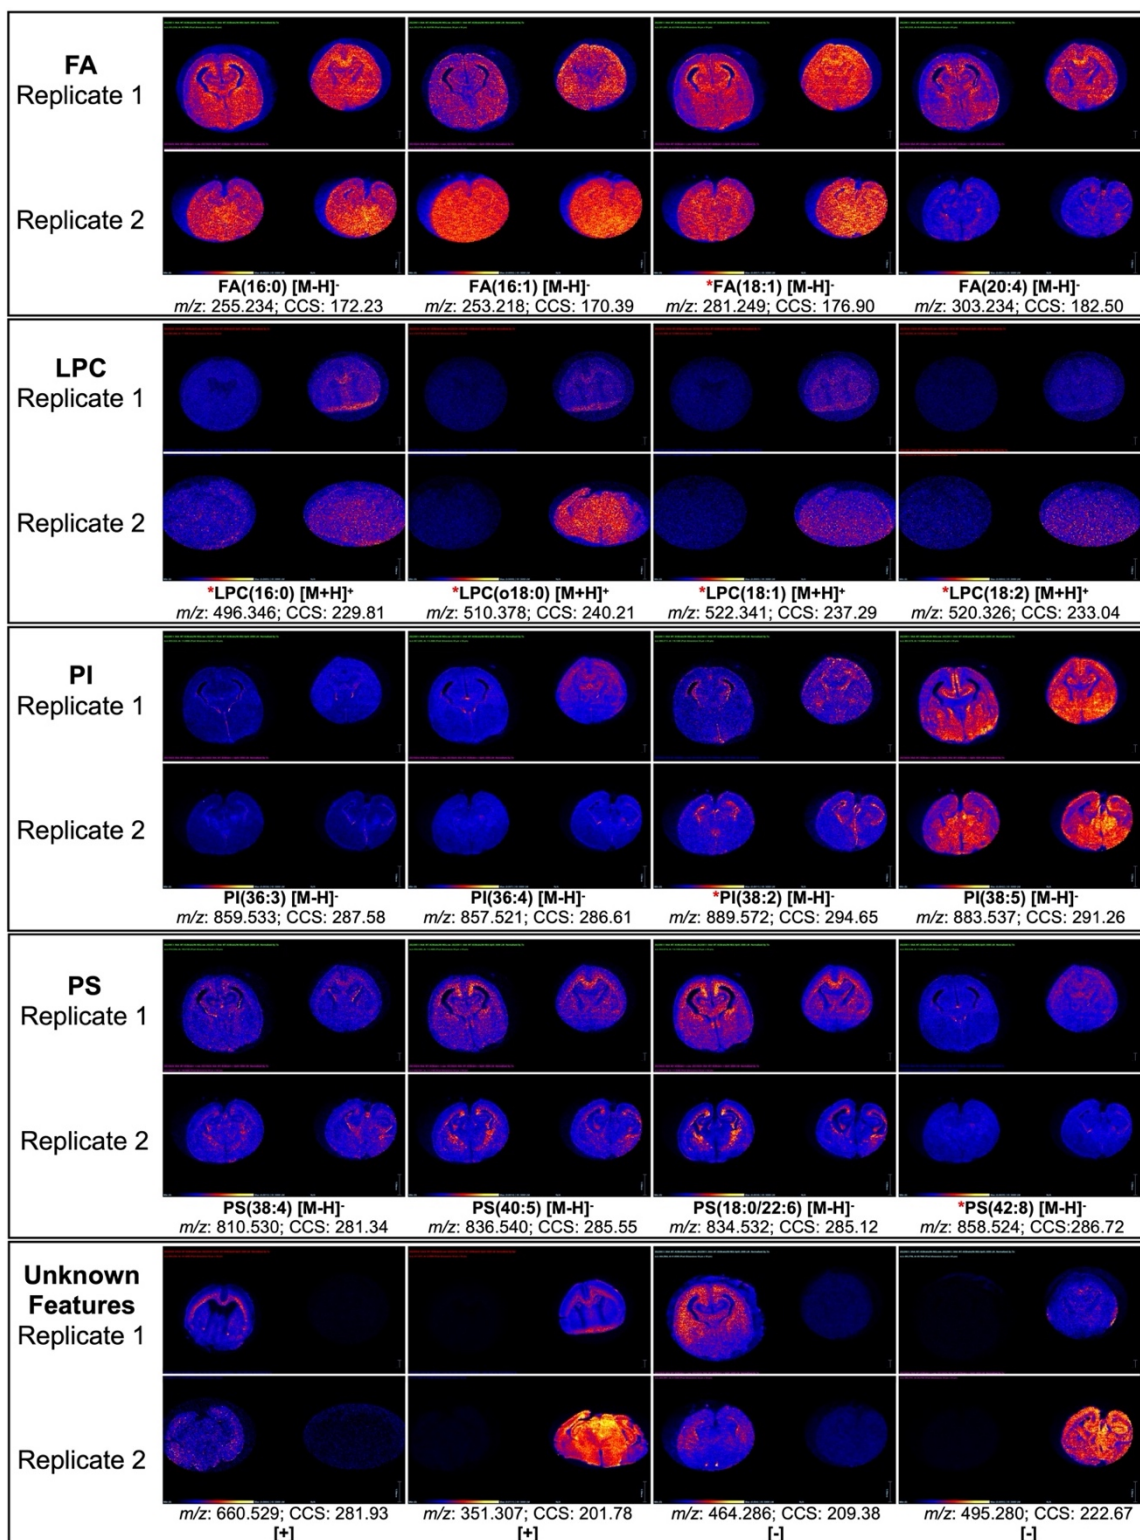 FA
Replicate 1
Replicate 2
FA(16:0) [M-H]-
m/z: 255.234; CCS: 172.23
FA(16:1) [M-H]-
m/z: 253.218; CCS: 170.39
*FA(18:1) [M-H]-
m/z: 281.249; CCS: 176.90
FA(20:4) [M-H]-
m/z: 303.234; CCS: 182.50
LPC
Replicate 1
Replicate 2
*LPC(16:0) [M+H]+
m/z: 496.346; CCS: 229.81
*LPC(o18:0) [M+H]+
m/z: 510.378; CCS: 240.21
*LPC(18:1) [M+H]+
m/z: 522.341; CCS: 237.29
*LPC(18:2) [M+H]+
m/z: 520.326; CCS: 233.04
PI
Replicate 1
Replicate 2
PI(36:3) [M-H]-
m/z: 859.533; CCS: 287.58
PI(36:4) [M-H]-
m/z: 857.521; CCS: 286.61
*PI(38:2) [M-H]-
m/z: 889.572; CCS: 294.65
PI(38:5) [M-H]-
m/z: 883.537; CCS: 291.26
PS
Replicate 1
Replicate 2
PS(38:4) [M-H]-
m/z: 810.530; CCS: 281.34
PS(40:5) [M-H]-
m/z: 836.540; CCS: 285.55
PS(18:0/22:6) [M-H]-
m/z: 834.532; CCS: 285.12
*PS(42:8) [M-H]-
m/z: 858.524; CCS:286.72
Unknown
Features
Replicate 1
Replicate 2
m/z: 660.529; CCS: 281.93
[+]
m/z: 351.307; CCS: 201.78
[+]
m/z: 464.286; CCS: 209.38
[-]
m/z: 495.280; CCS: 222.67
[-]